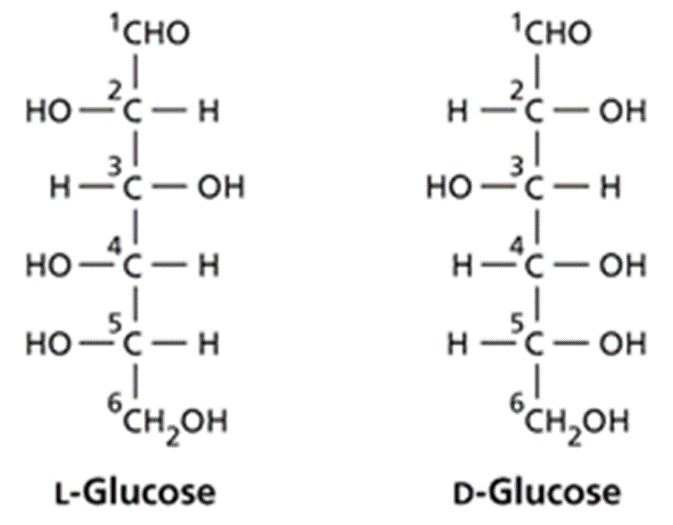 1CHO 1CHO
HO—2C—H H—2C—OH
H—3C—OH HO—3C—H
HO—4C—H H—4C—OH
HO—5C—H H—5C—OH
6CH2OH 6CH2OH
L-Glucose D-Glucose